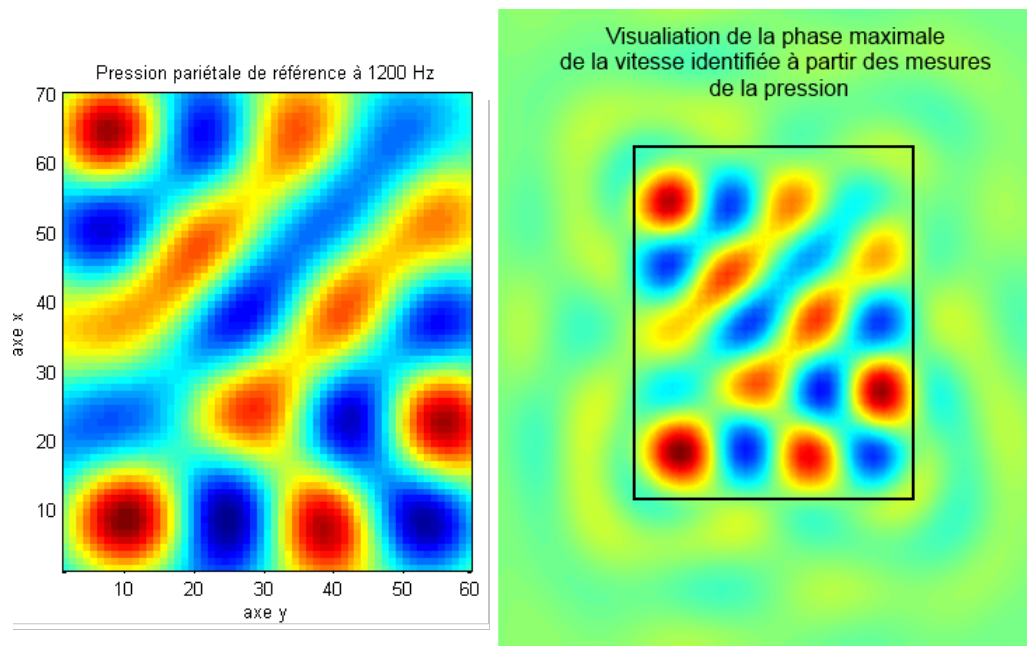 Pression pariétale de référence à 1200 Hz
70
60
50
40
30
20
10
axe x
10 20 30 40 50 60
axe y
Visualiation de la phase maximale
de la vitesse identifiée à partir des mesures
de la pression